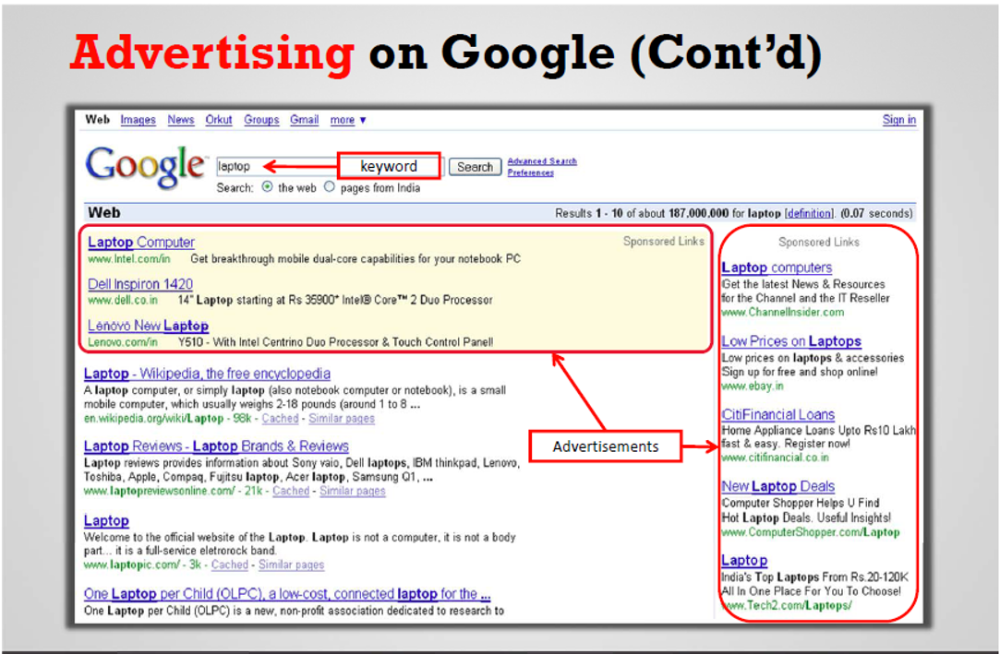 Advertising on Google (Cont'd)
Web Images News Orkut Groups Gmail more ▼
Sign in
Google
laptop
keyword
Search
Advanced Search
Preferences
Search: the web pages from India
Web
Results 1 - 10 of about 187,000,000 for laptop [definition]. (0.07 seconds)
Laptop Computer
Sponsored Links
www.Intel.com/in Get breakthrough mobile dual-core capabilities for your notebook PC
Dell Inspiron 1420
www.dell.co.in 14" Laptop starting at Rs 35900* Intel® Core™ 2 Duo Processor
Lenovo New Laptop
Lenovo.com/in Y510 - With Intel Centrino Duo Processor & Touch Control Panel!
Laptop - Wikipedia, the free encyclopedia
A laptop computer, or simply laptop (also notebook computer or notebook), is a small
mobile computer, which usually weighs 2-18 pounds (around 1 to 8 ...
en.wikipedia.org/wiki/Laptop - 98k - Cached - Similar pages
Laptop Reviews - Laptop Brands & Reviews
Laptop reviews provides information about Sony vaio, Dell laptops, IBM thinkpad, Lenovo,
Toshiba, Apple, Compaq, Fujitsu laptop, Acer laptop, Samsung Q1, ...
www.laptopreviewsonline.com/ - 21k - Cached - Similar pages
Laptop
Welcome to the official website of the Laptop. Laptop is not a computer, it is not a body
part... it is a full-service eletrorock band.
www.laptopic.com/ - 3k - Cached - Similar pages
One Laptop per Child (OLPC), a low-cost, connected laptop for the ...
One Laptop per Child (OLPC) is a new, non-profit association dedicated to research to
Advertisements
Sponsored Links
Laptop computers
Get the latest News & Resources
for the Channel and the IT Reseller
www.ChannelInsider.com
Low Prices on Laptops
Low prices on laptops & accessories
Sign up for free and shop online!
www.ebay.in
CitiFinancial Loans
Home Appliance Loans Upto Rs10 Lakh
fast & easy. Register now!
www.citifinancial.co.in
New Laptop Deals
Computer Shopper Helps U Find
Hot Laptop Deals. Useful Insights!
www.ComputerShopper.com/Laptop
Laptop
India's Top Laptops From Rs.20-120K
All In One Place For You To Choose!
www.Tech2.com/Laptops/